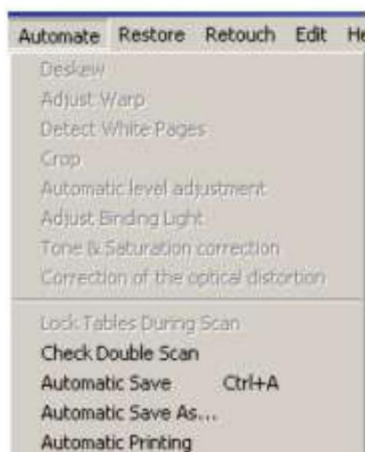 Automate Restore Retouch Edit He
Deskew
Adjust Warp
Detect White Pages
Crop
Automatic level adjustment
Adjust Binding Light
Tone & Saturation correction
Correction of the optical distortion
Lock Tables During Scan
Check Double Scan
Automatic Save Ctrl+A
Automatic Save As...
Automatic Printing